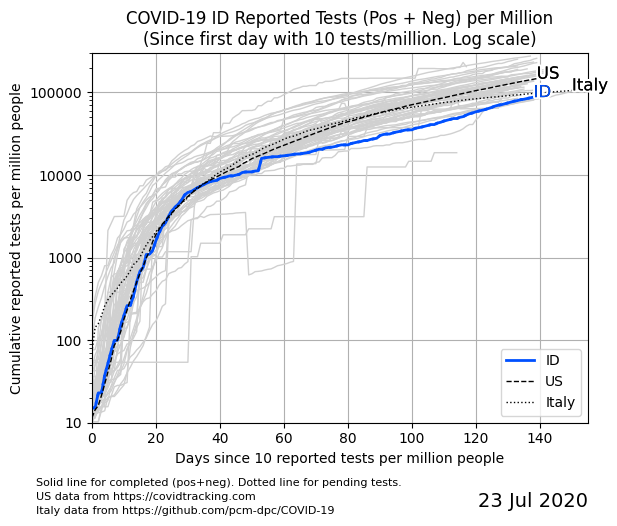 COVID-19 ID Reported Tests (Pos + Neg) per Million
(Since first day with 10 tests/million. Log scale)
Cumulative reported tests per million people
100000
10000
1000
100
10
US
Italy
ID
ID
US
Italy
0 20 40 60 80 100 120 140
Days since 10 reported tests per million people
Solid line for completed (pos+neg). Dotted line for pending tests.
US data from https://covidtracking.com
Italy data from https://github.com/pcm-dpc/COVID-19
23 Jul 2020